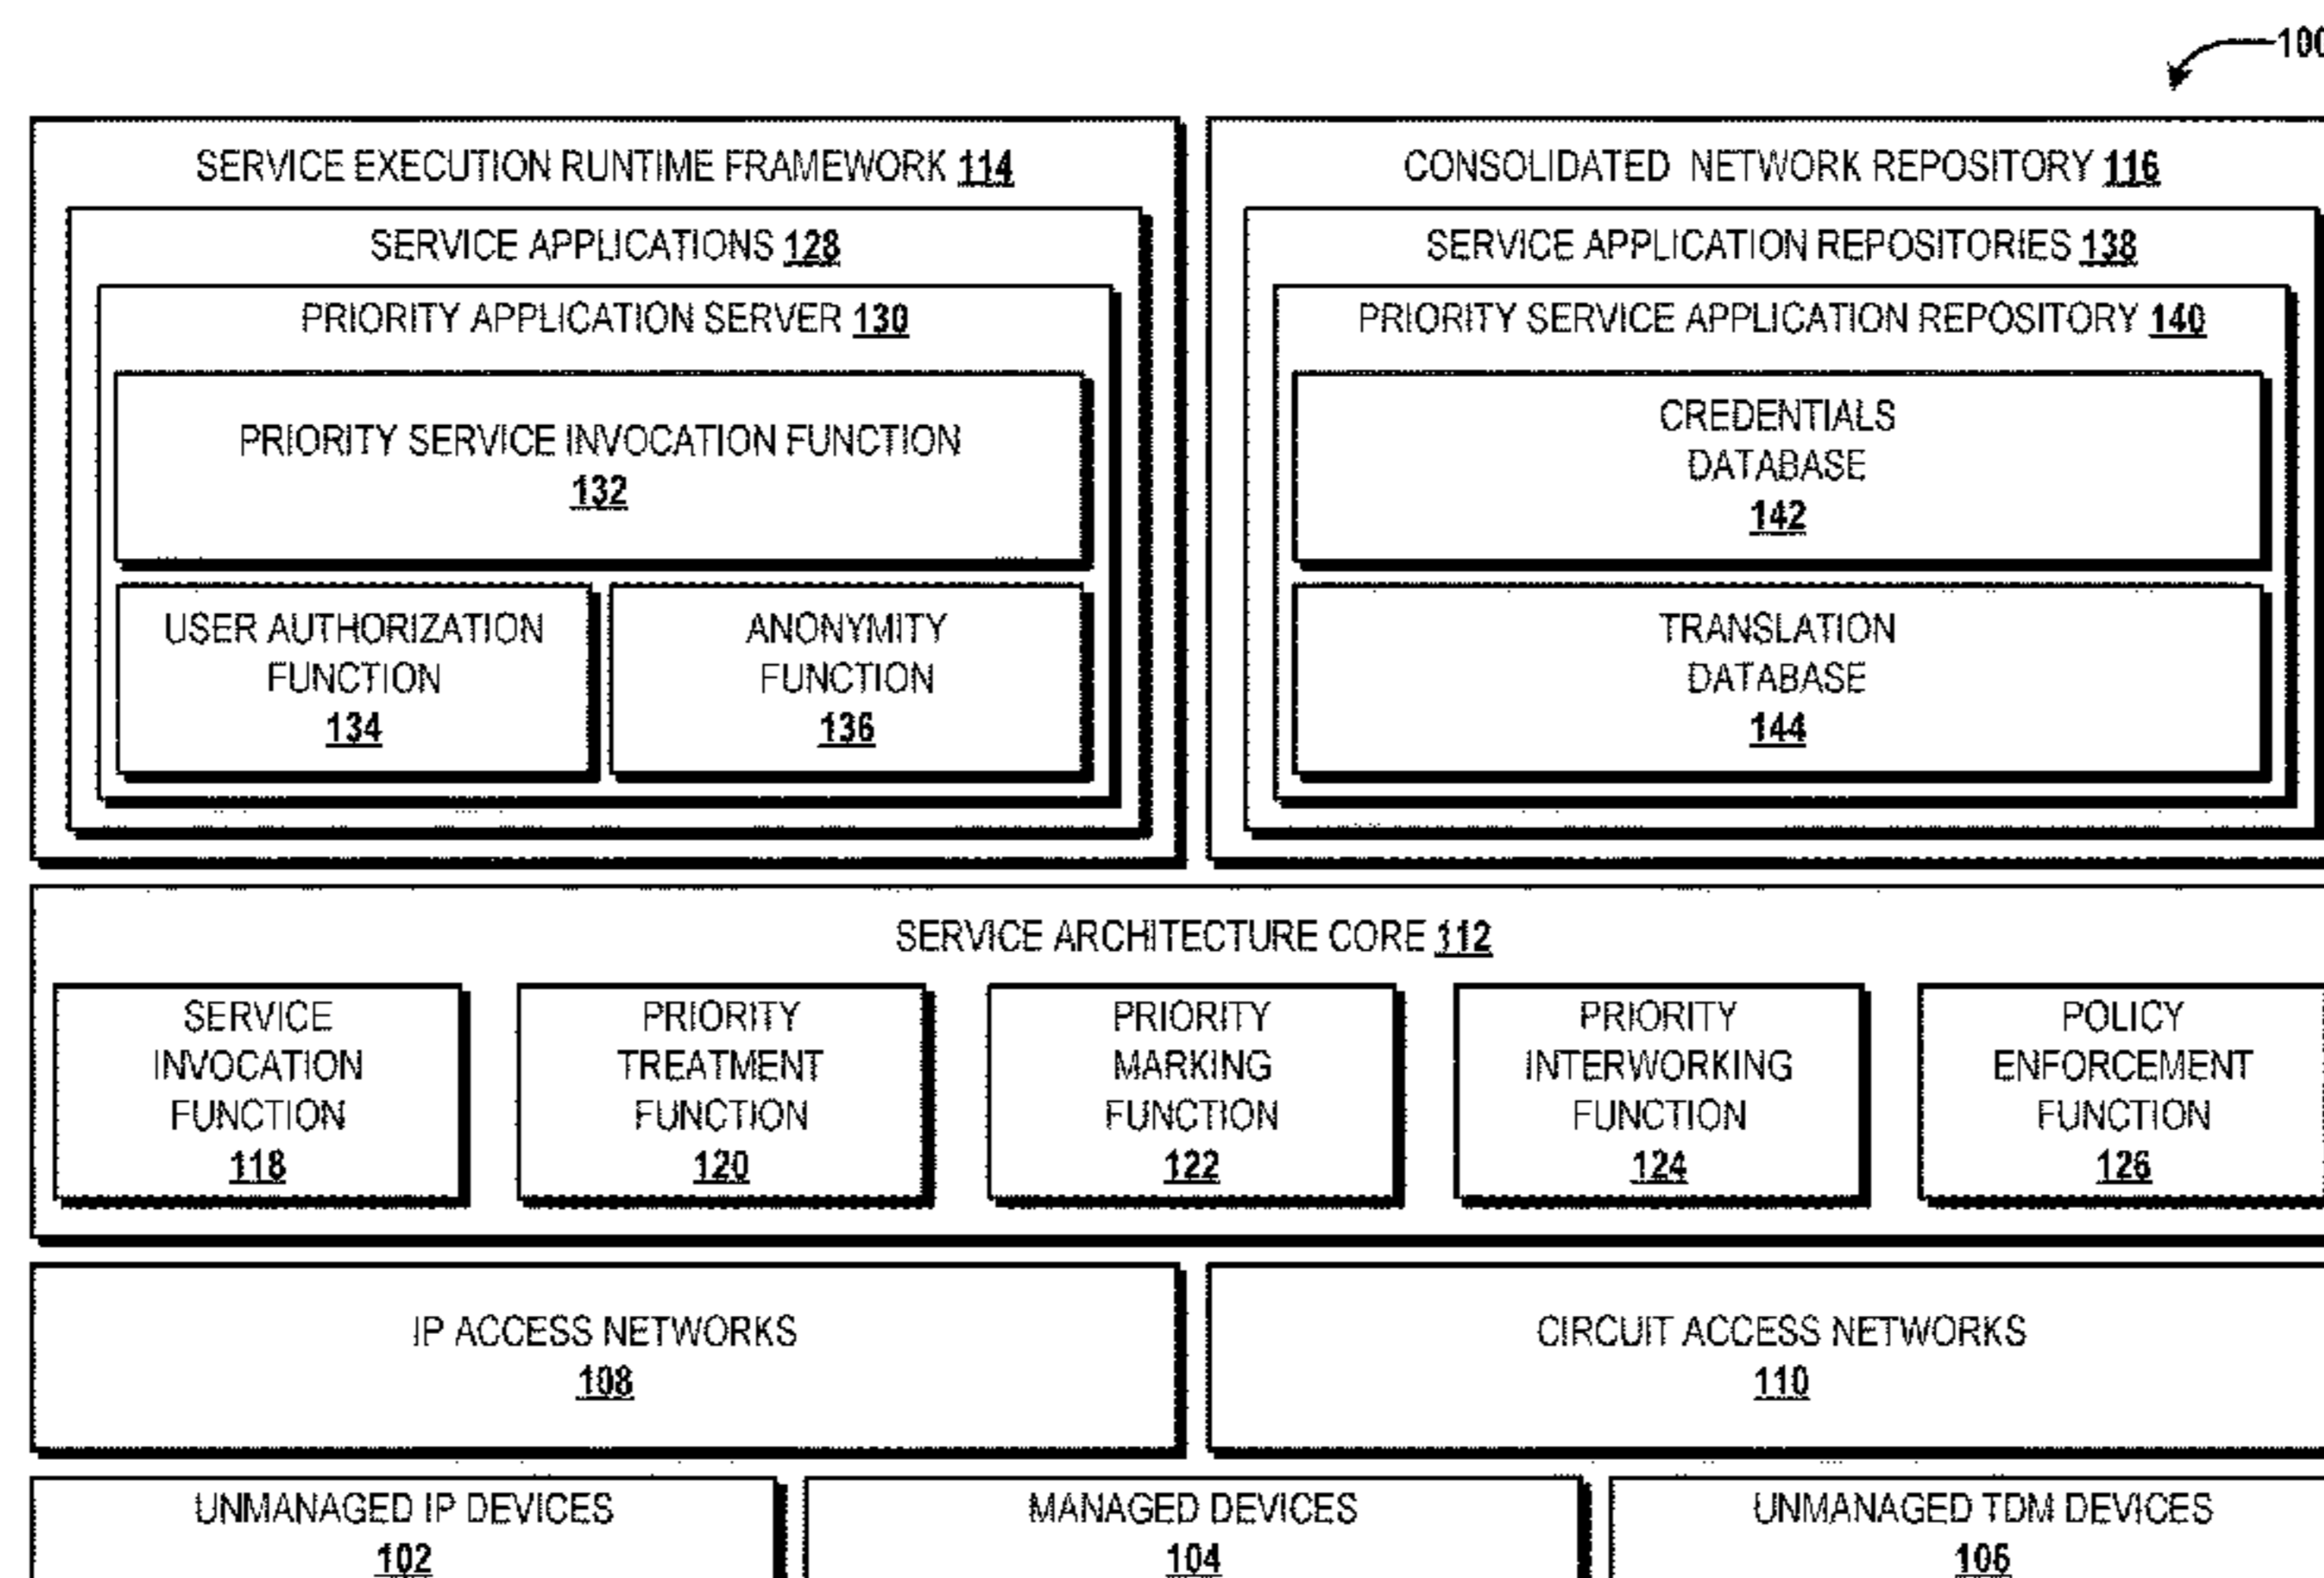 100
SERVICE EXECUTION RUNTIME FRAMEWORK 114
SERVICE APPLICATIONS 128
PRIORITY APPLICATION SERVER 130
PRIORITY SERVICE INVOCATION FUNCTION
132
USER AUTHORIZATION
FUNCTION
134
ANONYMITY
FUNCTION
136
CONSOLIDATED NETWORK REPOSITORY 116
SERVICE APPLICATION REPOSITORIES 138
PRIORITY SERVICE APPLICATION REPOSITORY 140
CREDENTIALS
DATABASE
142
TRANSLATION
DATABASE
144
SERVICE ARCHITECTURE CORE 112
SERVICE
INVOCATION
FUNCTION
118
PRIORITY
TREATMENT
FUNCTION
120
PRIORITY
MARKING
FUNCTION
122
PRIORITY
INTERWORKING
FUNCTION
124
POLICY
ENFORCEMENT
FUNCTION
126
IP ACCESS NETWORKS
108
CIRCUIT ACCESS NETWORKS
110
UNMANAGED IP DEVICES
102
MANAGED DEVICES
104
UNMANAGED TDM DEVICES
106